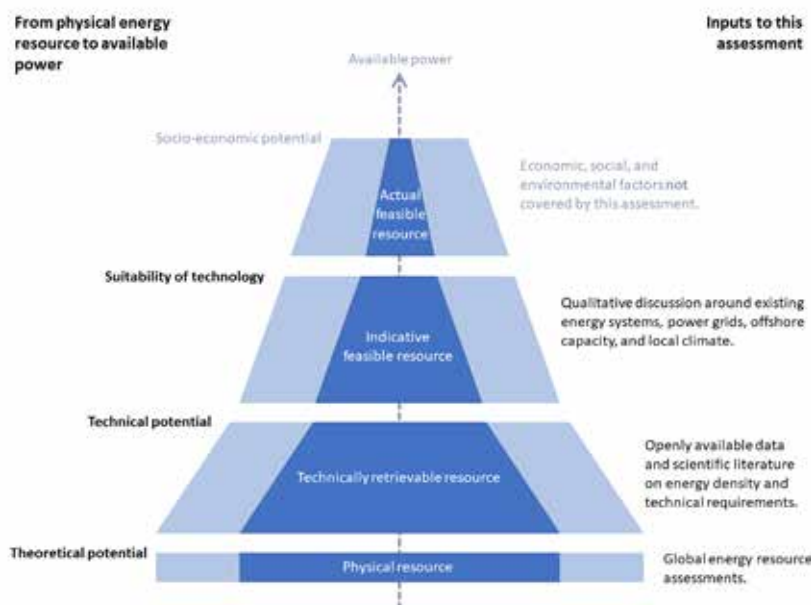 From physical energy
resource to available
power
Inputs to this
assessment
Available power
Socio-economic potential
Actual
feasible
resource
Economic, social, and
environmental factors not
covered by this assessment.
Suitability of technology
Indicative
feasible resource
Qualitative discussion around existing
energy systems, power grids, offshore
capacity, and local climate.
Technical potential
Technically retrievable resource
Openly available data
and scientific literature
on energy density and
technical requirements.
Theoretical potential
Physical resource
Global energy resource
assessments.